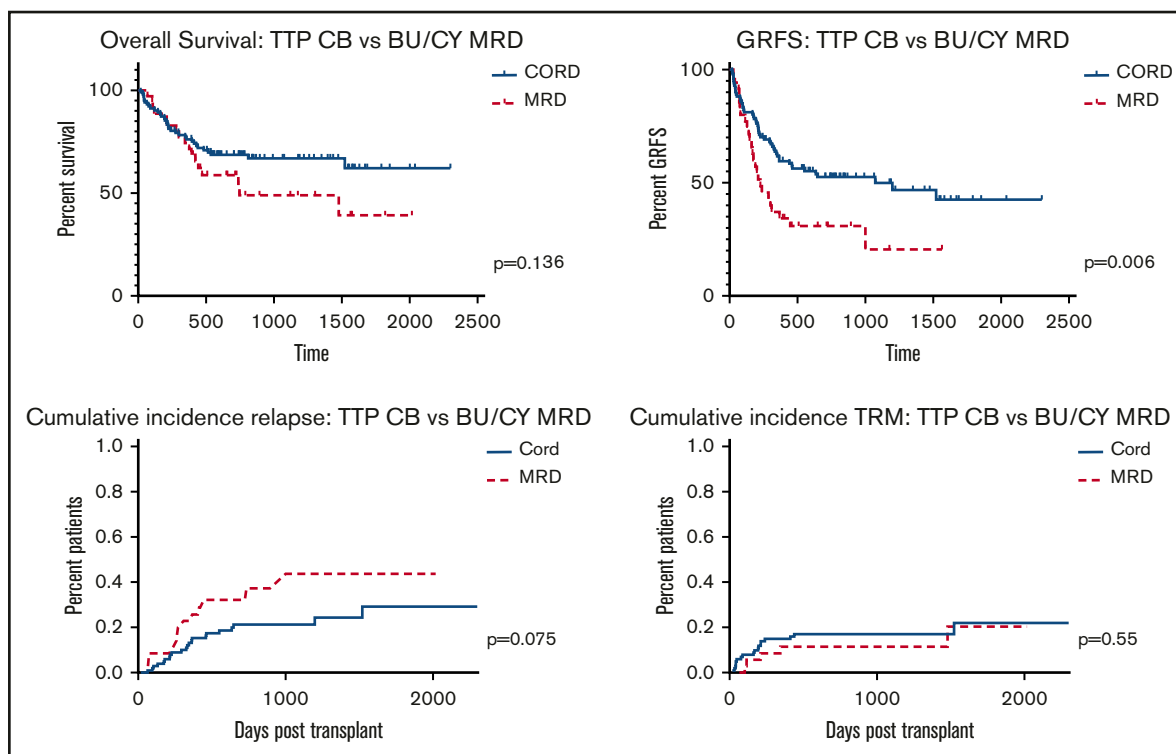 Overall Survival: TTP CB vs BU/CY MRD
CORD
MRD
Percent survival
100
50
0
0 500 1000 1500 2000 2500
Time
p=0.136
GRFS: TTP CB vs BU/CY MRD
CORD
MRD
Percent GRFS
100
50
0
0 500 1000 1500 2000 2500
Time
p=0.006
Cumulative incidence relapse: TTP CB vs BU/CY MRD
Cord
MRD
Percent patients
1.0
0.8
0.6
0.4
0.2
0.0
0 1000 2000
Days post transplant
p=0.075
Cumulative incidence TRM: TTP CB vs BU/CY MRD
Cord
MRD
Percent patients
1.0
0.8
0.6
0.4
0.2
0.0
0 1000 2000
Days post transplant
p=0.55